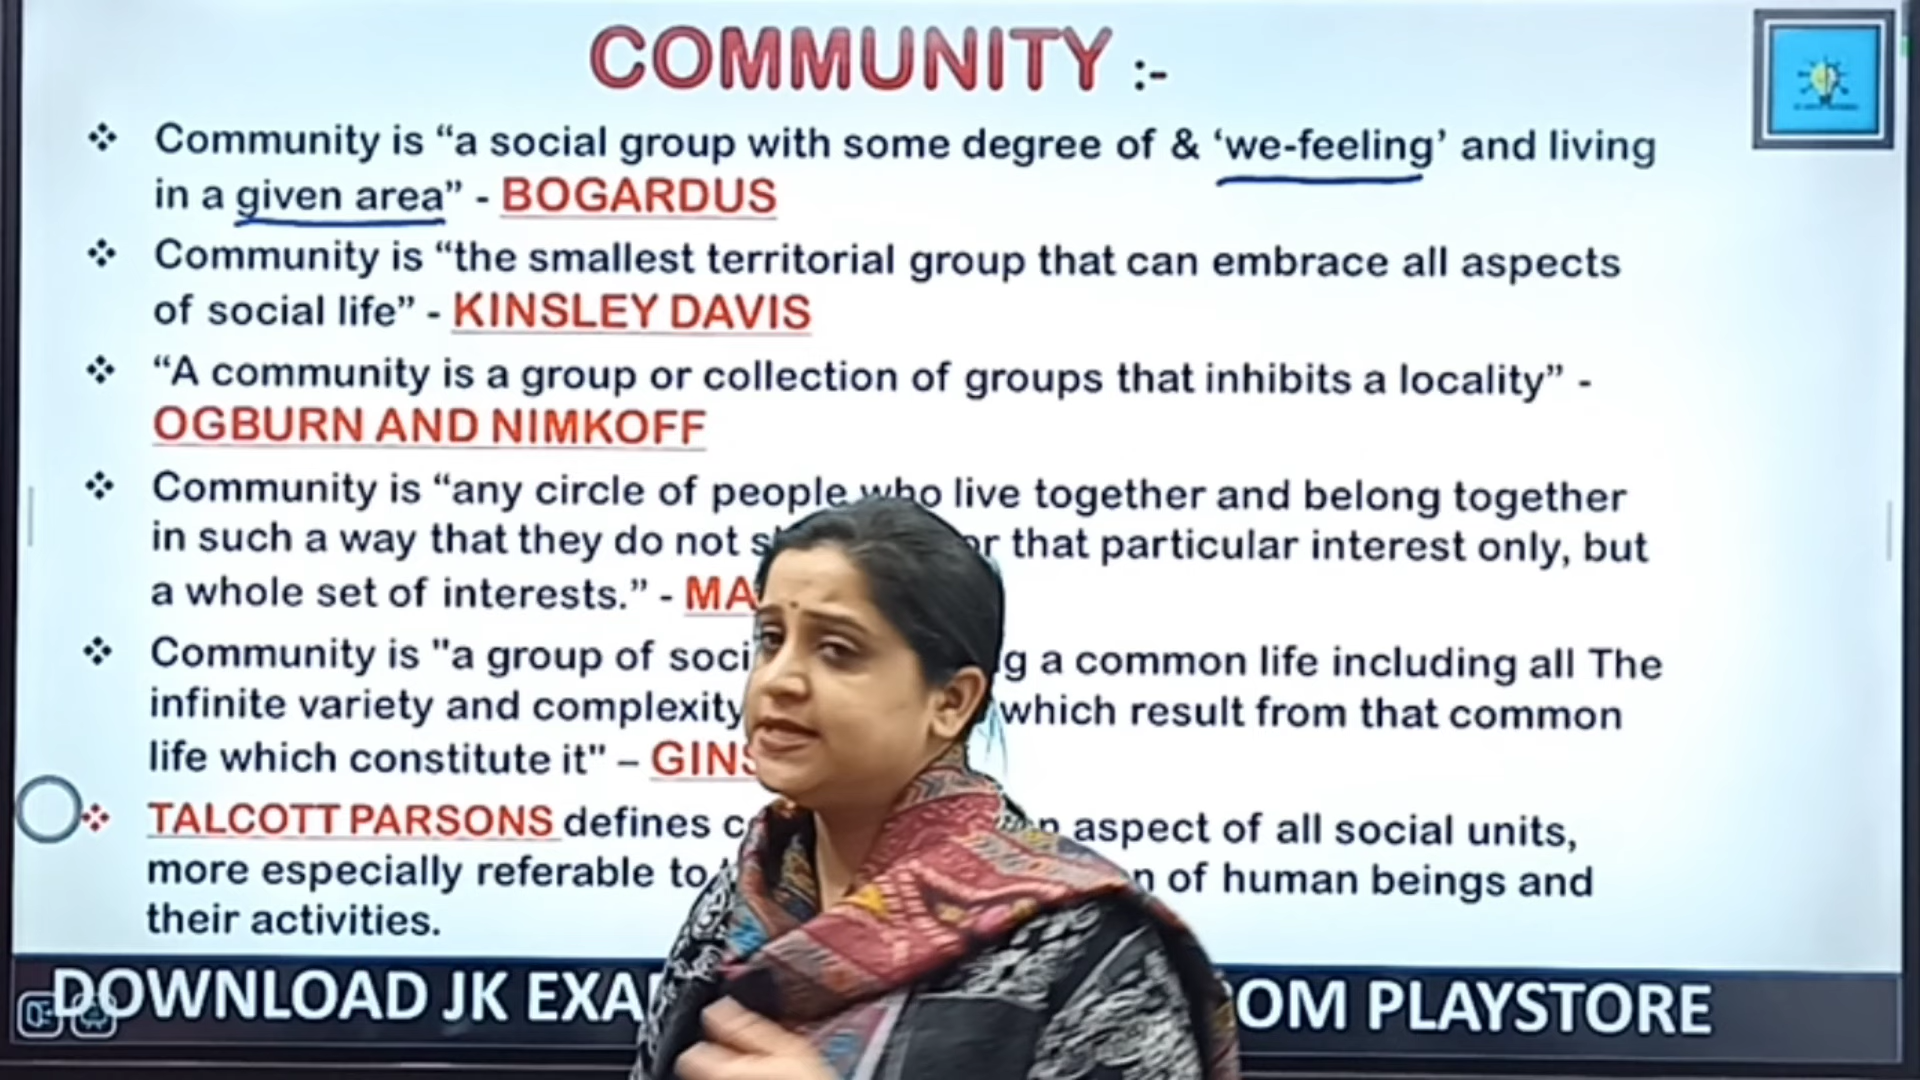 COMMUNITY :-
❖ Community is “a social group with some degree of & ‘we-feeling’ and living
in a given area” - BOGARDUS
❖ Community is “the smallest territorial group that can embrace all aspects
of social life” - KINSLEY DAVIS
❖ “A community is a group or collection of groups that inhibits a locality” -
OGBURN AND NIMKOFF
❖ Community is “any circle of people who live together and belong together
in such a way that they do not that particular interest only, but
a whole set of interests.” -
❖ Community is "a group of a common life including all The
infinite variety and complexity which result from that common
life which constitute it" –
❖ TALCOTT PARSONS defines aspect of all social units,
more especially referable to of human beings and
their activities.
DOWNLOAD JK PLAYSTORE